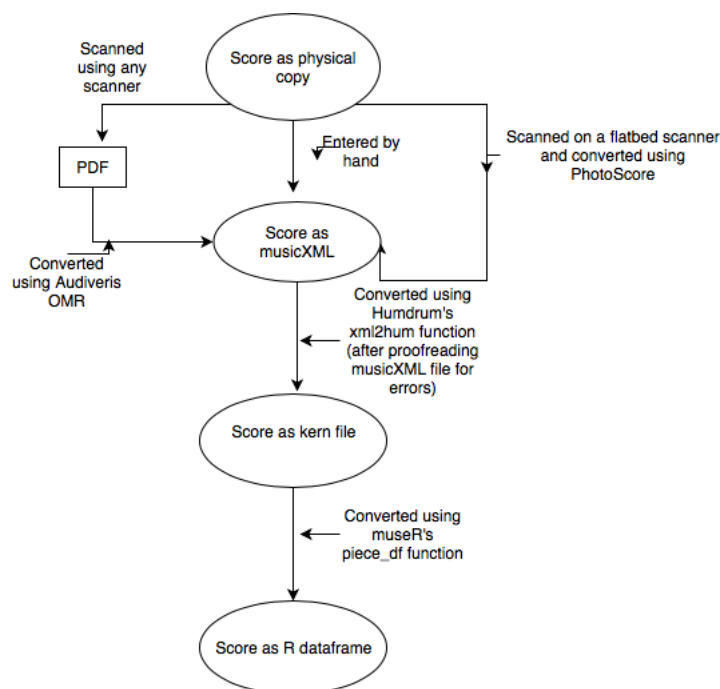 Score as physical
copy
Scanned
using any
scanner
PDF
Entered by
hand
Scanned on a flatbed scanner
and converted using
PhotoScore
Score as
musicXML
Converted
using Audiveris
OMR
Converted using
Humdrum's
xml2hum function
(after proofreading
musicXML file for
errors)
Score as kern file
Converted using
museR's
piece_df function
Score as R dataframe